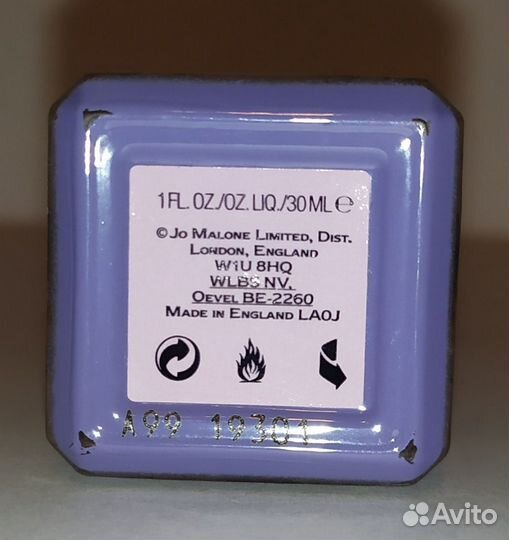 1 FL. OZ./OZ. LIQ./30 ML ℮
© JO MALONE LIMITED, DIST.
LONDON, ENGLAND
W1U 8HQ
WLBS NV,
OEVEL BE-2260
MADE IN ENGLAND LA0J
A99 19301
Avito